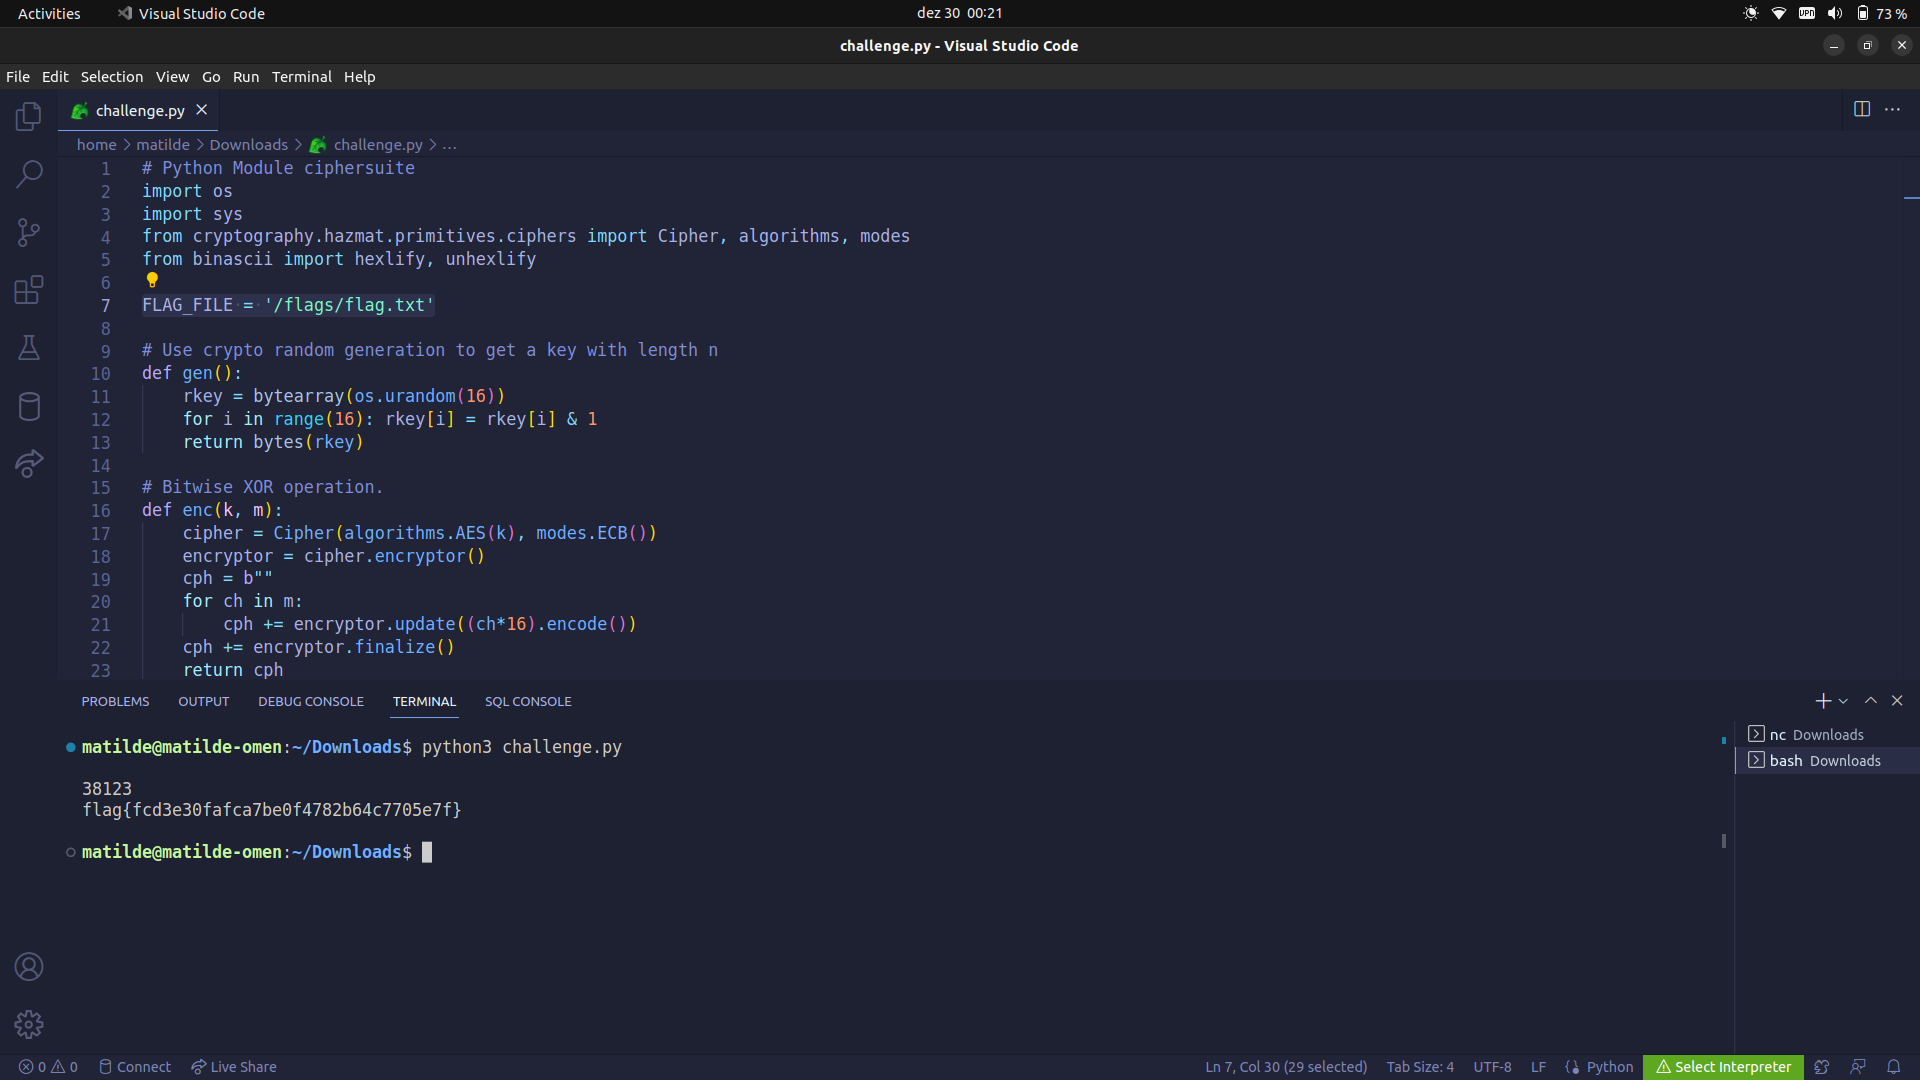 Activities Visual Studio Code dez 30 00:21 VPN 73 %
challenge.py - Visual Studio Code
File Edit Selection View Go Run Terminal Help
challenge.py
home > matilde > Downloads > challenge.py > ...
1 # Python Module ciphersuite
2 import os
3 import sys
4 from cryptography.hazmat.primitives.ciphers import Cipher, algorithms, modes
5 from binascii import hexlify, unhexlify
6
7 FLAG_FILE = '/flags/flag.txt'
8
9 # Use crypto random generation to get a key with length n
10 def gen():
11     rkey = bytearray(os.urandom(16))
12     for i in range(16): rkey[i] = rkey[i] & 1
13     return bytes(rkey)
14
15 # Bitwise XOR operation.
16 def enc(k, m):
17     cipher = Cipher(algorithms.AES(k), modes.ECB())
18     encryptor = cipher.encryptor()
19     cph = b""
20     for ch in m:
21         cph += encryptor.update((ch*16).encode())
22     cph += encryptor.finalize()
23     return cph
PROBLEMS OUTPUT DEBUG CONSOLE TERMINAL SQL CONSOLE
nc Downloads
bash Downloads
matilde@matilde-omen:~/Downloads$ python3 challenge.py
38123
flag{fcd3e30fafca7be0f4782b64c7705e7f}
matilde@matilde-omen:~/Downloads$
0 0 Connect Live Share Ln 7, Col 30 (29 selected) Tab Size: 4 UTF-8 LF Python Select Interpreter